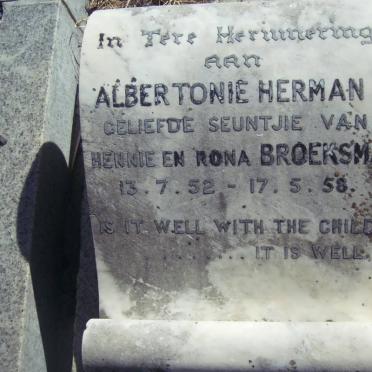 In Tere Herinnering
aan
ALBERTONIE HERMAN
GELIEFDE SEUNTJIE VAN
HENNIE EN RONA BROEKSM
13.7.52 - 17.5.58.
IS IT WELL WITH THE CHILD
........ IT IS WELL.